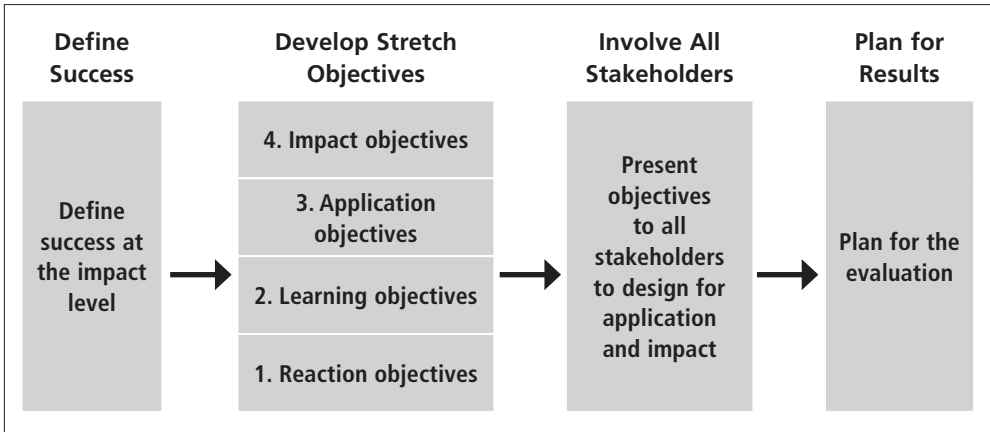 Define
Success
Define
success at
the impact
level
Develop Stretch
Objectives
4. Impact objectives
3. Application
objectives
2. Learning objectives
1. Reaction objectives
Involve All
Stakeholders
Present
objectives
to all
stakeholders
to design for
application
and impact
Plan for
Results
Plan for the
evaluation